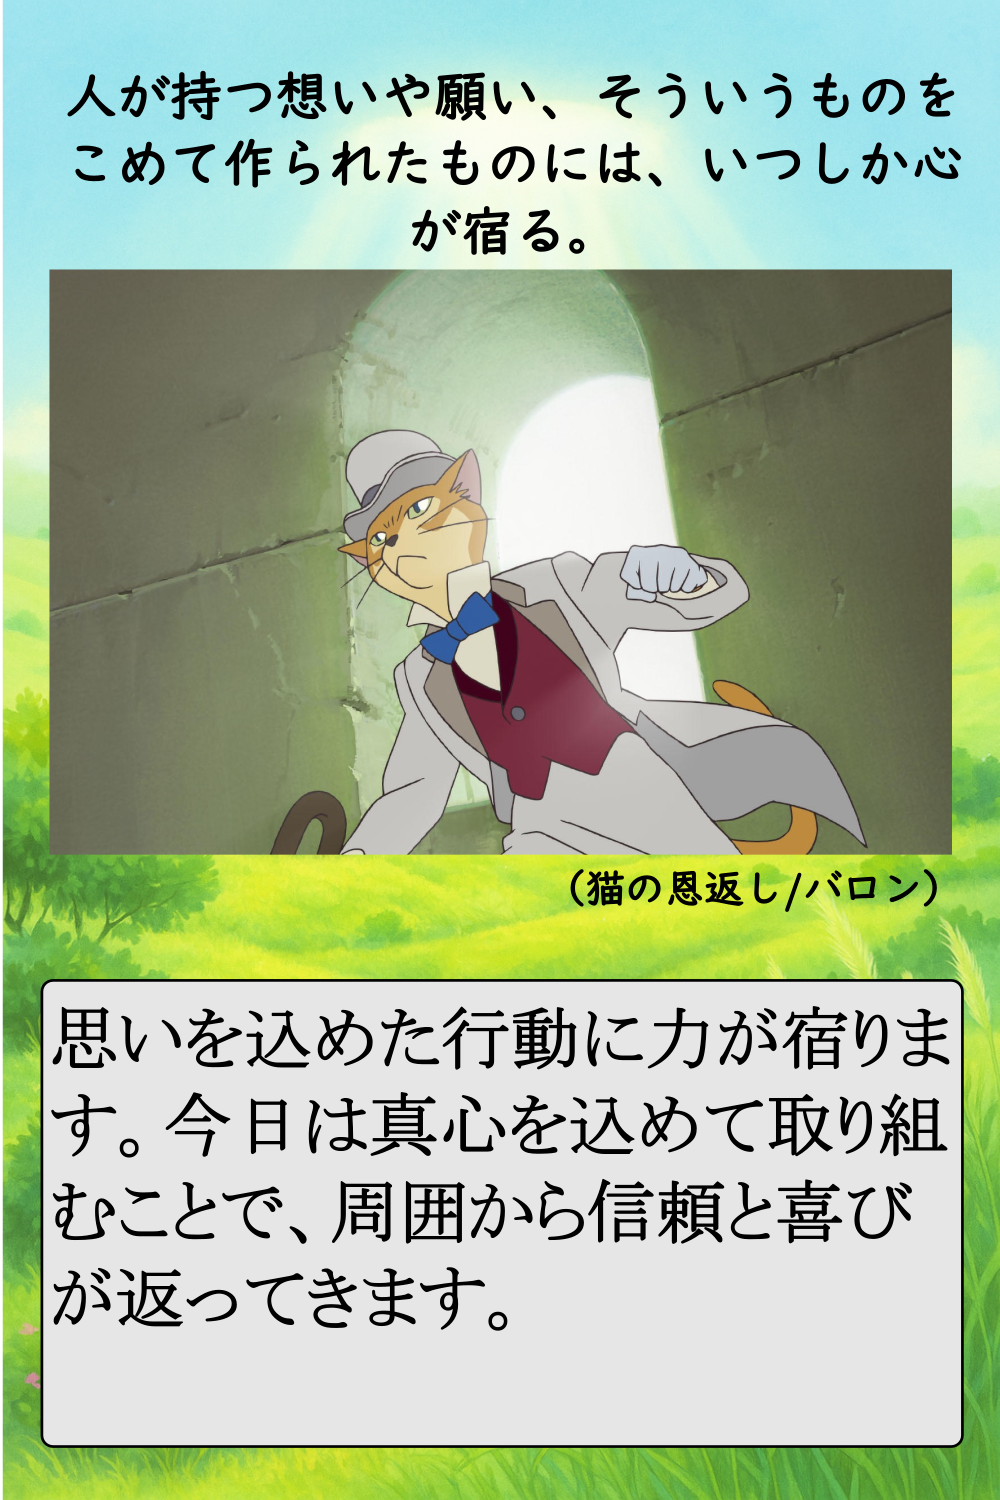 人が持つ想いや願い、そういうものを
こめて作られたものには、いつしか心
が宿る。
（猫の恩返し/バロン）
思いを込めた行動に力が宿りま
す。今日は真心を込めて取り組
むことで、周囲から信頼と喜び
が返ってきます。